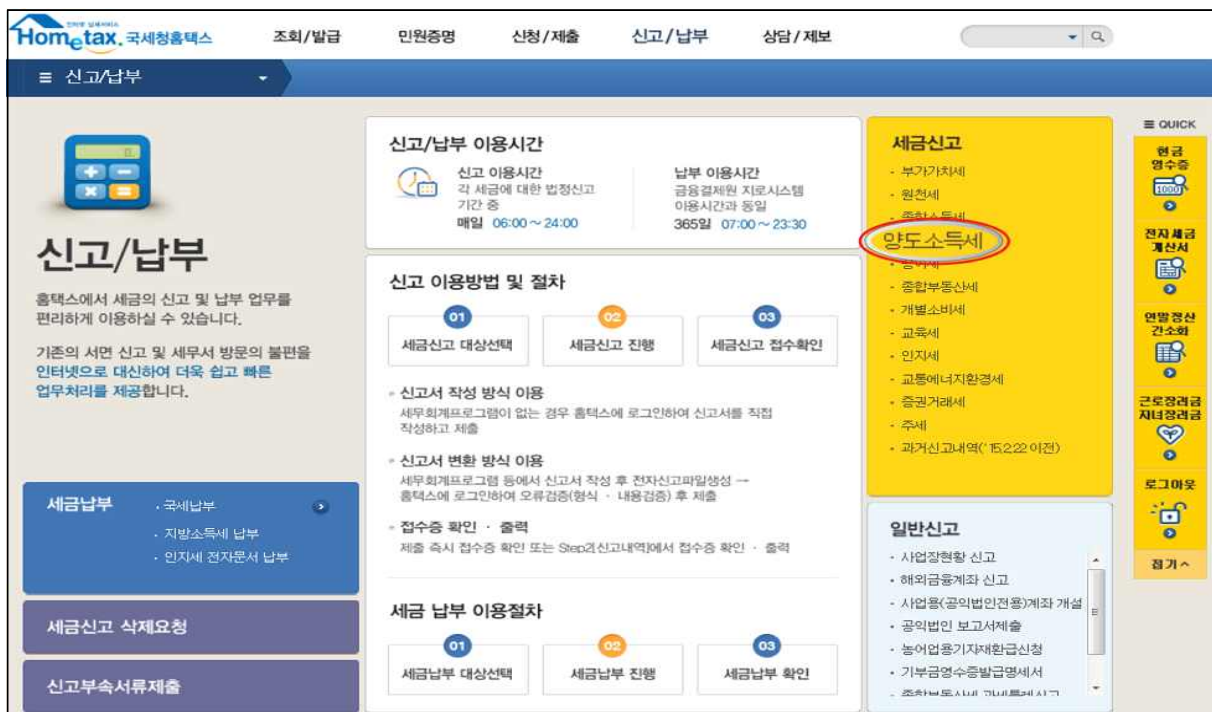 인터넷 납세서비스
Hometax. 국세청홈택스
조회/발급
민원증명
신청/제출
신고/납부
상담/제보
≡ 신고/납부
신고/납부
홈택스에서 세금의 신고 및 납부 업무를
편리하게 이용하실 수 있습니다.
기존의 서면 신고 및 세무서 방문의 불편을
인터넷으로 대신하여 더욱 쉽고 빠른
업무처리를 제공합니다.
세금납부
· 국세납부
· 지방소득세 납부
· 인지세 전자문서 납부
세금신고 삭제요청
신고부속서류제출
신고/납부 이용시간
신고 이용시간
각 세금에 대한 법정신고
기간 중
매일 06:00~24:00
납부 이용시간
금융결제원 지로시스템
이용시간과 동일
365일 07:00~23:30
신고 이용방법 및 절차
01
세금신고 대상선택
02
세금신고 진행
03
세금신고 접수확인
신고서 작성 방식 이용
세무회계프로그램이 없는 경우 홈택스에 로그인하여 신고서를 직접
작성하고 제출
신고서 변환 방식 이용
세무회계프로그램 등에서 신고서 작성 후 전자신고파일생성 →
홈택스에 로그인하여 오류검증(형식 · 내용검증) 후 제출
접수증 확인 · 출력
제출 즉시 접수증 확인 또는 Step2[신고내역]에서 접수증 확인 · 출력
세금 납부 이용절차
01
세금납부 대상선택
02
세금납부 진행
03
세금납부 확인
세금신고
· 부가가치세
· 원천세
· 종합소득세
양도소득세
· 증여세
· 종합부동산세
· 개별소비세
· 교육세
· 인지세
· 교통에너지환경세
· 증권거래세
· 주세
· 과거신고내역('15.2.22 이전)
일반신고
· 사업장현황 신고
· 해외금융계좌 신고
· 사업용(공익법인전용)계좌 개설
· 공익법인 보고서제출
· 농어업용기자재환급신청
· 기부금영수증발급명세서
· 종합부동산세 과세특례신고
≡ QUICK
현금
영수증
1000
전자세금
계산서
연말정산
간소화
근로장려금
자녀장려금
로그아웃
접기 ^